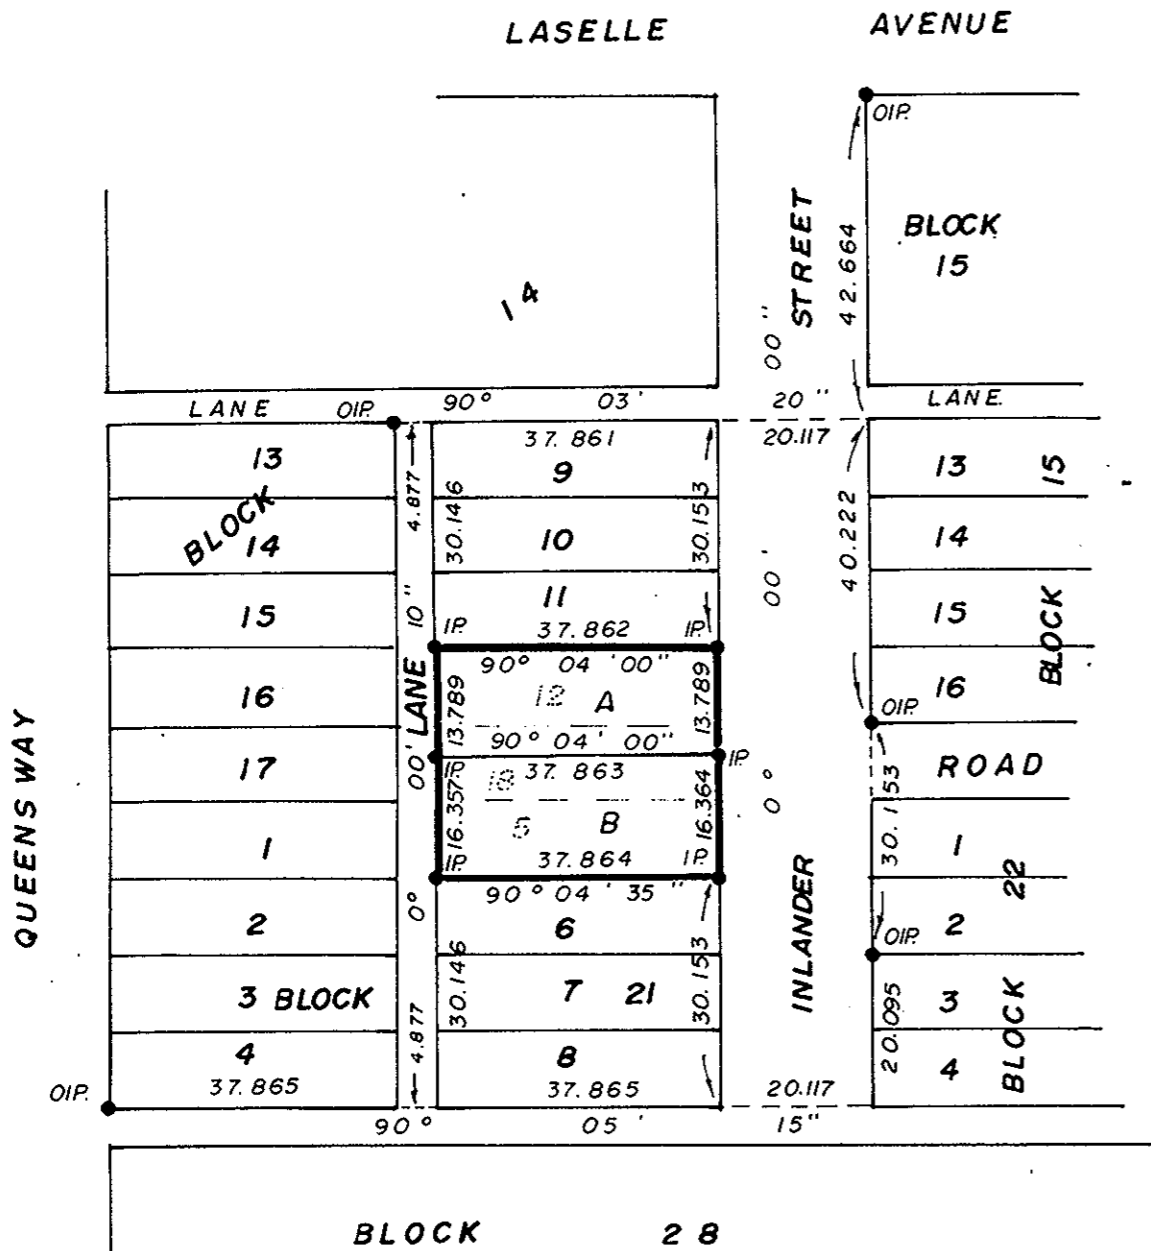 LASELLE AVENUE
OIP.
BLOCK
15
14
STREET
42.664
00"
LANE OIP. 90° 03' 20" LANE.
37.861 20.117
13 9 13
BLOCK 15
4.877 30.146 30.153 40.222
14 10 14
00'
15 10" 11 15
BLOCK
IP. 37.862 IP.
90° 04' 00"
16 LANE 13.789 12 A 13.789 16
OIP.
90° 04' 00"
QUEENSWAY
17 00' IP. 37.863 IP ROAD
18 0° 30.153
16.357 5 B 16.364
1 1
IP. 37.864 IP.
90° 04' 35"
22
2 0° 6 INLANDER OIP. 2
30.146 30.153
3 BLOCK 7 21 20.095 3
BLOCK
4.877
4 8 4
OIP. 37.865 37.865 20.117
90° 05' 15"
BLOCK 28